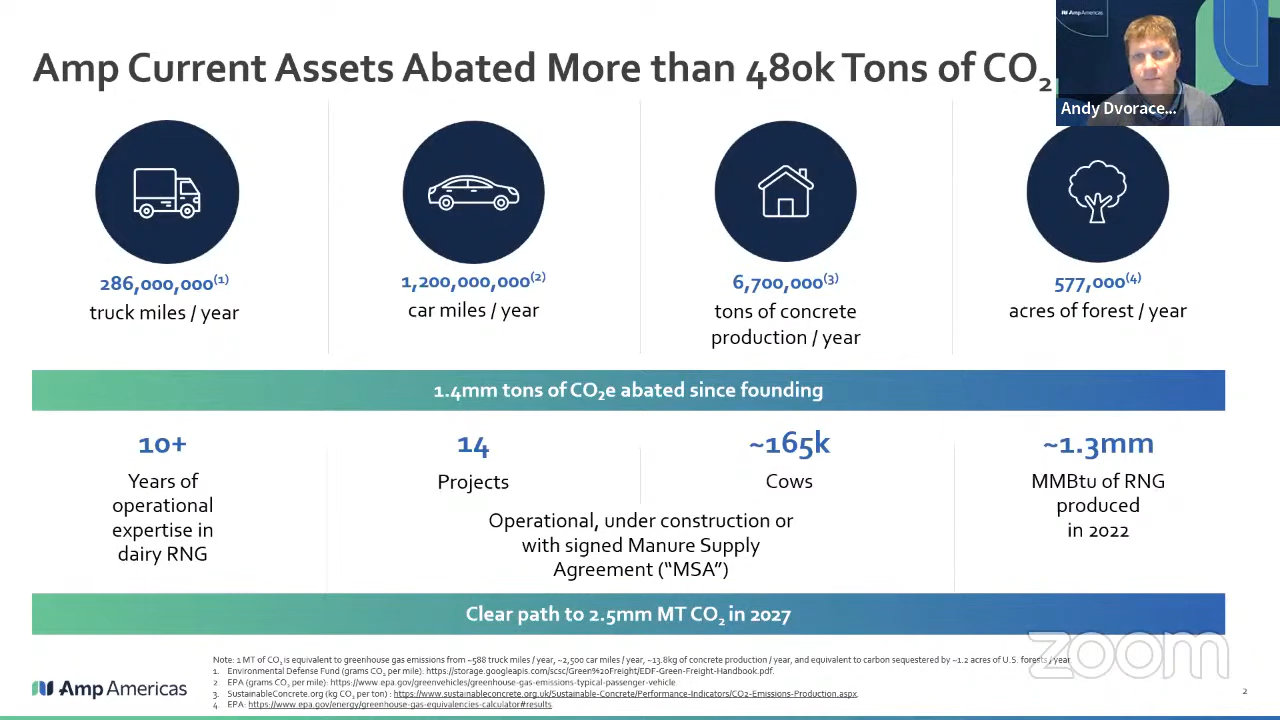 AmpAmericas
Amp Current Assets Abated More than 480k Tons of CO₂
Andy Dvorace...
286,000,000⁽¹⁾
truck miles / year
1,200,000,000⁽²⁾
car miles / year
6,700,000⁽³⁾
tons of concrete
production / year
577,000⁽⁴⁾
acres of forest / year
1.4mm tons of CO₂e abated since founding
10+
Years of
operational
expertise in
dairy RNG
14
Projects
~165k
Cows
Operational, under construction or
with signed Manure Supply
Agreement (“MSA”)
~1.3mm
MMBtu of RNG
produced
in 2022
Clear path to 2.5mm MT CO₂ in 2027
zoom
Note: 1 MT of CO₂ is equivalent to greenhouse gas emissions from ~588 truck miles / year, ~2,500 car miles / year, ~13.8kg of concrete production / year, and equivalent to carbon sequestered by ~1.2 acres of U.S. forests / year
1. Environmental Defense Fund (grams CO₂ per mile): https://storage.googleapis.com/scsc/Green%20Freight/EDF-Green-Freight-Handbook.pdf.
2. EPA (grams CO₂ per mile): https://www.epa.gov/greenvehicles/greenhouse-gas-emissions-typical-passenger-vehicle.
3. SustainableConcrete.org (kg CO₂ per ton) : https://www.sustainableconcrete.org.uk/Sustainable-Concrete/Performance-Indicators/CO2-Emissions-Production.aspx.
4 EPA: https://www.epa.gov/energy/greenhouse-gas-equivalencies-calculator#results
Amp Americas
2